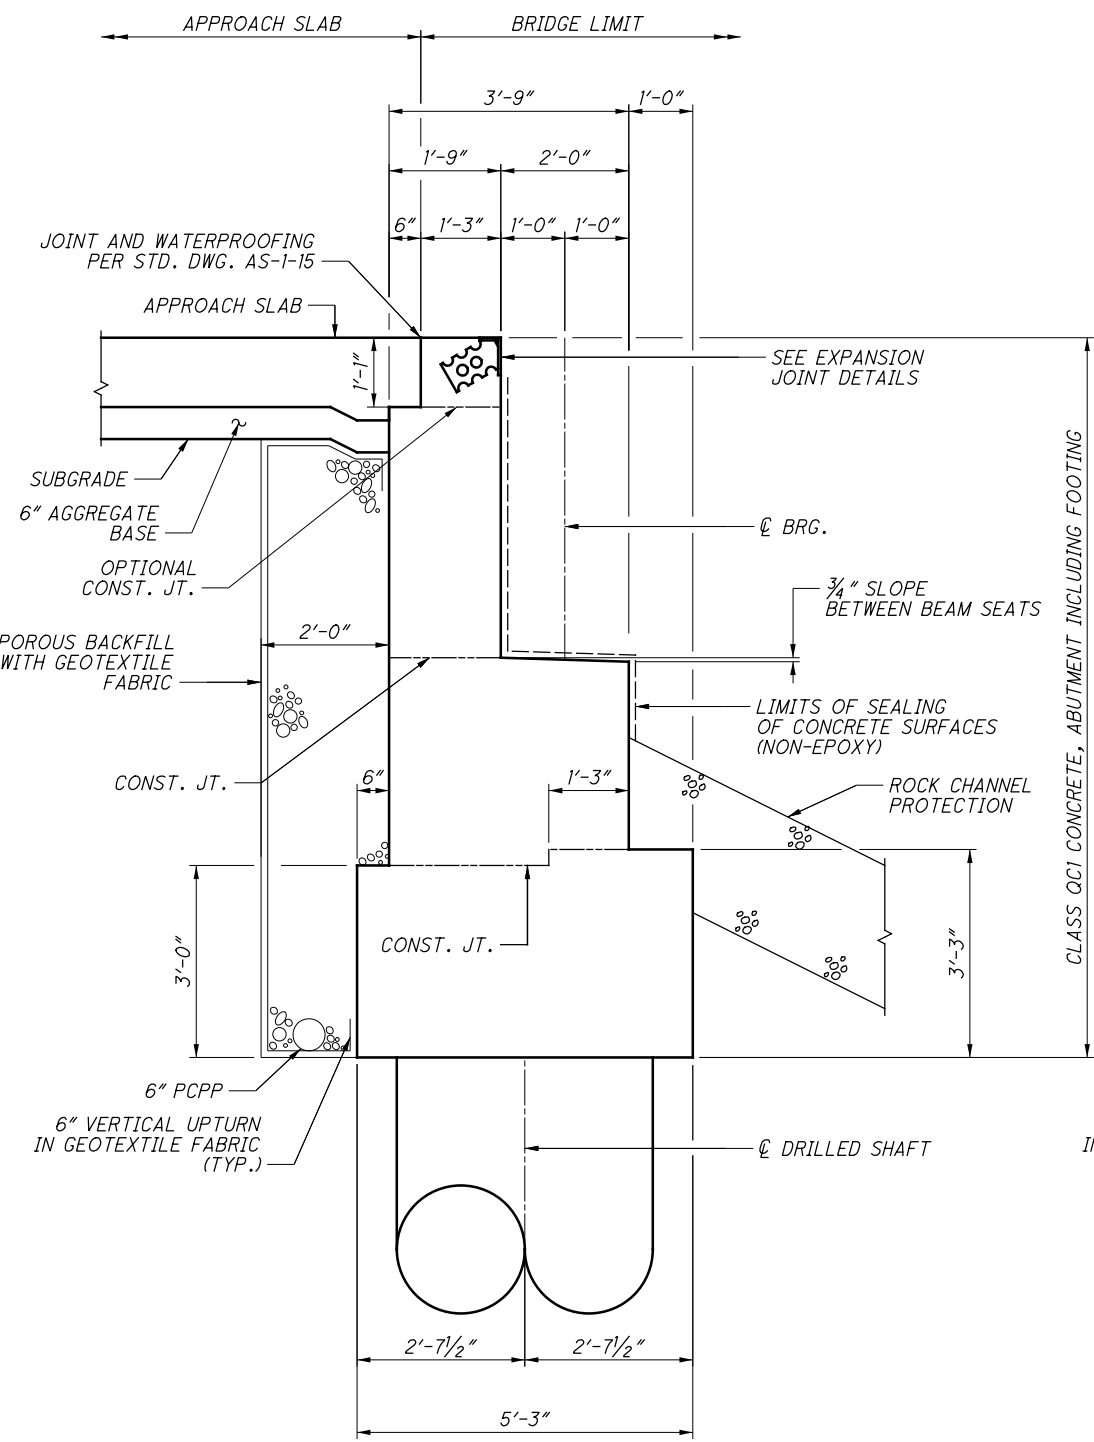 APPROACH SLAB
BRIDGE LIMIT
3'-9"
1'-0"
1'-9"
2'-0"
6"
1'-3"
1'-0"
1'-0"
JOINT AND WATERPROOFING
PER STD. DWG. AS-1-15
APPROACH SLAB
1'-1"
SEE EXPANSION
JOINT DETAILS
SUBGRADE
6" AGGREGATE
BASE
℄ BRG.
OPTIONAL
CONST. JT.
3/4" SLOPE
BETWEEN BEAM SEATS
POROUS BACKFILL
WITH GEOTEXTILE
FABRIC
2'-0"
LIMITS OF SEALING
OF CONCRETE SURFACES
(NON-EPOXY)
CONST. JT.
6"
1'-3"
ROCK CHANNEL
PROTECTION
CLASS QC1 CONCRETE, ABUTMENT INCLUDING FOOTING
3'-0"
CONST. JT.
3'-3"
6" PCPP
6" VERTICAL UPTURN
IN GEOTEXTILE FABRIC
(TYP.)
℄ DRILLED SHAFT
2'-7 1/2"
2'-7 1/2"
5'-3"